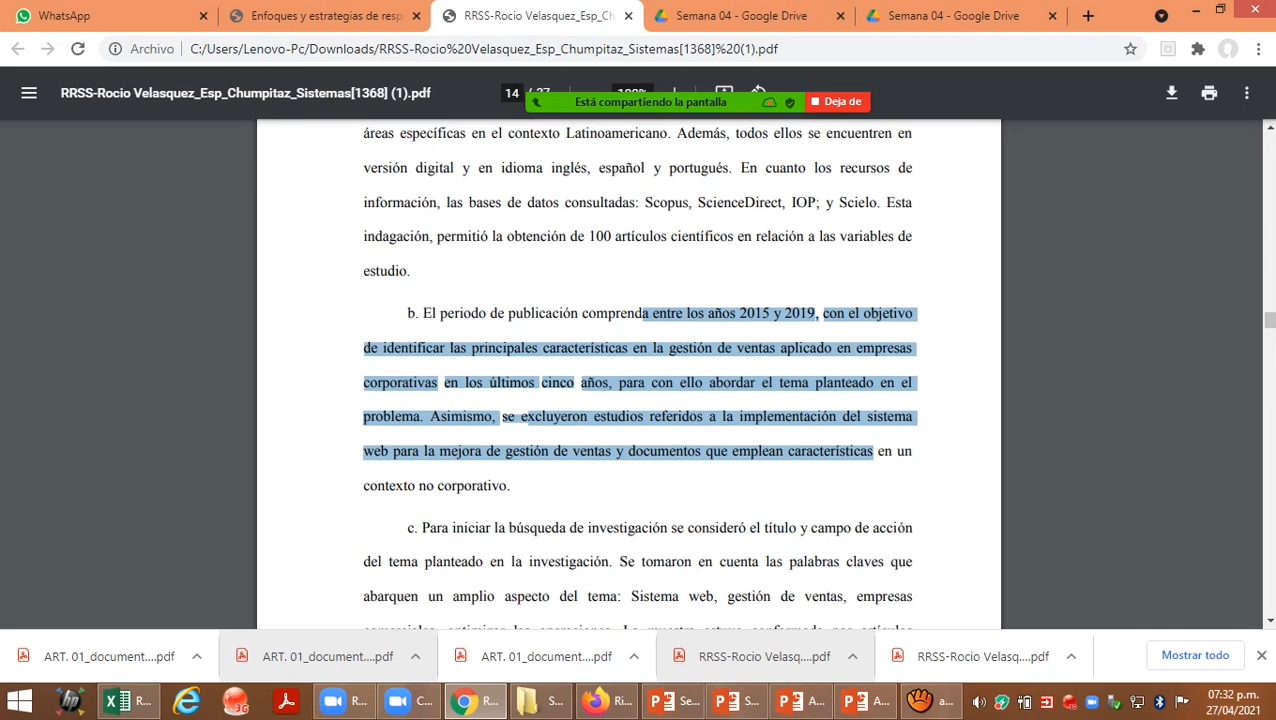 WhatsApp
Enfoques y estrategias de resp
RRSS-Rocio Velasquez_Esp_Ch
Semana 04 - Google Drive
Semana 04 - Google Drive
Archivo
C:/Users/Lenovo-Pc/Downloads/RRSS-Rocio%20Velasquez_Esp_Chumpitaz_Sistemas[1368]%20(1).pdf
RRSS-Rocio Velasquez_Esp_Chumpitaz_Sistemas[1368] (1).pdf
14 / 27
Está compartiendo la pantalla
Deja de
áreas específicas en el contexto Latinoamericano. Además, todos ellos se encuentren en
versión digital y en idioma inglés, español y portugués. En cuanto los recursos de
información, las bases de datos consultadas: Scopus, ScienceDirect, IOP; y Scielo. Esta
indagación, permitió la obtención de 100 artículos científicos en relación a las variables de
estudio.
b. El periodo de publicación comprenda entre los años 2015 y 2019, con el objetivo
de identificar las principales características en la gestión de ventas aplicado en empresas
corporativas en los últimos cinco años, para con ello abordar el tema planteado en el
problema. Asimismo, se excluyeron estudios referidos a la implementación del sistema
web para la mejora de gestión de ventas y documentos que emplean características en un
contexto no corporativo.
c. Para iniciar la búsqueda de investigación se consideró el título y campo de acción
del tema planteado en la investigación. Se tomaron en cuenta las palabras claves que
abarquen un amplio aspecto del tema: Sistema web, gestión de ventas, empresas
ART. 01_document....pdf
ART. 01_document....pdf
ART. 01_document....pdf
RRSS-Rocio Velasq....pdf
RRSS-Rocio Velasq....pdf
Mostrar todo
R...
R...
C...
R...
S...
Ri...
Se...
S...
A...
A...
a...
07:32 p.m.
27/04/2021